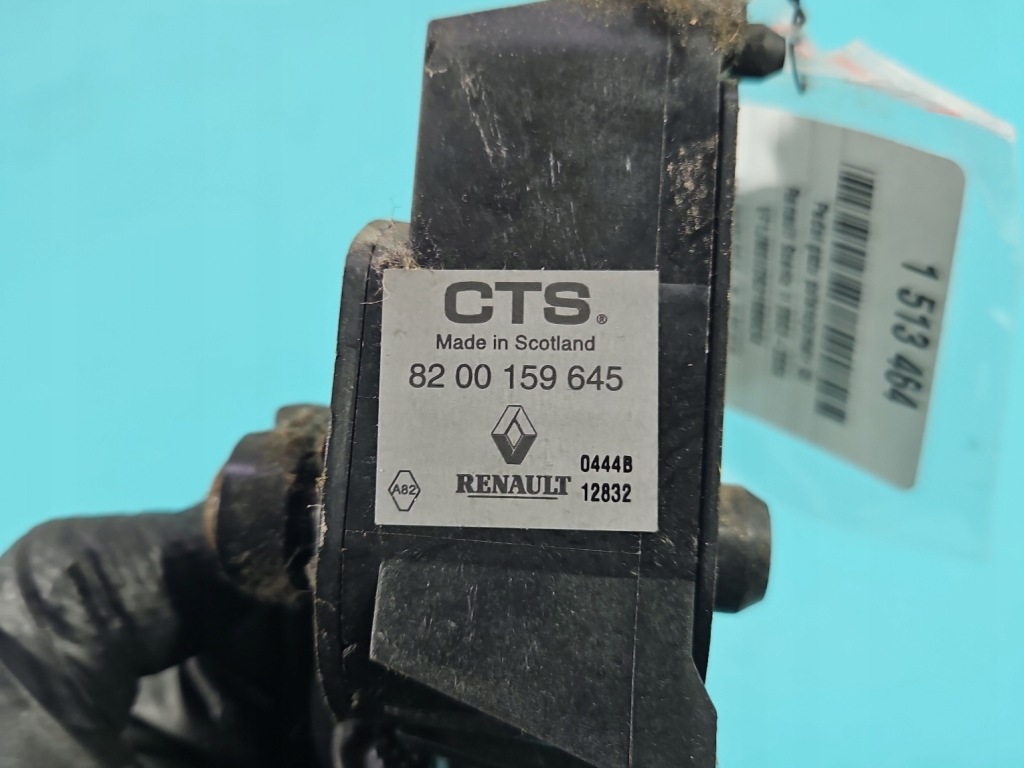 CTS®
Made in Scotland
82 00 159 645
A82
RENAULT
0444B
12832
1 513 464